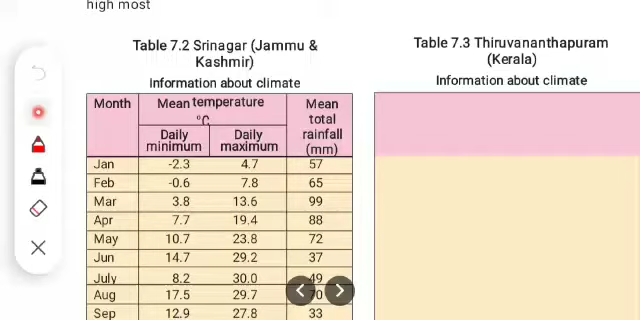 high most
Table 7.2 Srinagar (Jammu &
Kashmir)
Information about climate
Month Mean temperature °C Mean total rainfall (mm)
Daily minimum Daily maximum
Jan -2.3 4.7 57
Feb -0.6 7.8 65
Mar 3.8 13.6 99
Apr 7.7 19.4 88
May 10.7 23.8 72
Jun 14.7 29.2 37
July 8.2 30.0 49
Aug 17.5 29.7 70
Sep 12.9 27.8 33
Table 7.3 Thiruvananthapuram
(Kerala)
Information about climate